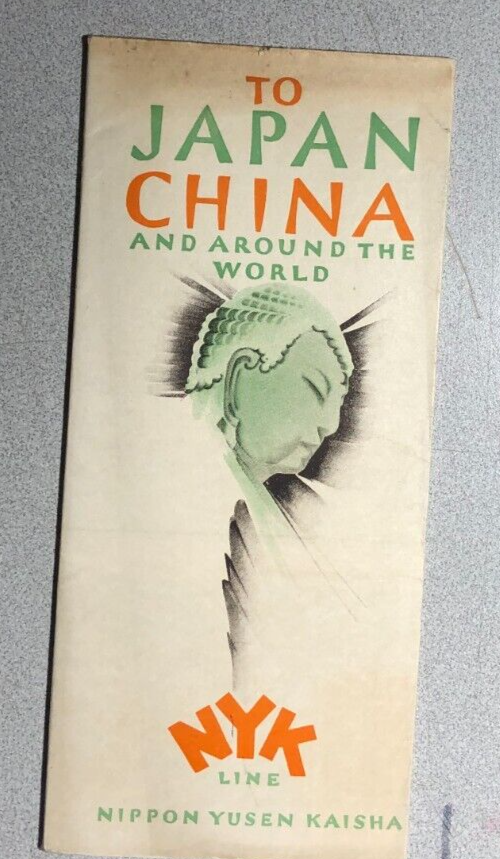 TO
JAPAN
CHINA
AND AROUND THE
WORLD
NYK
LINE
NIPPON YUSEN KAISHA